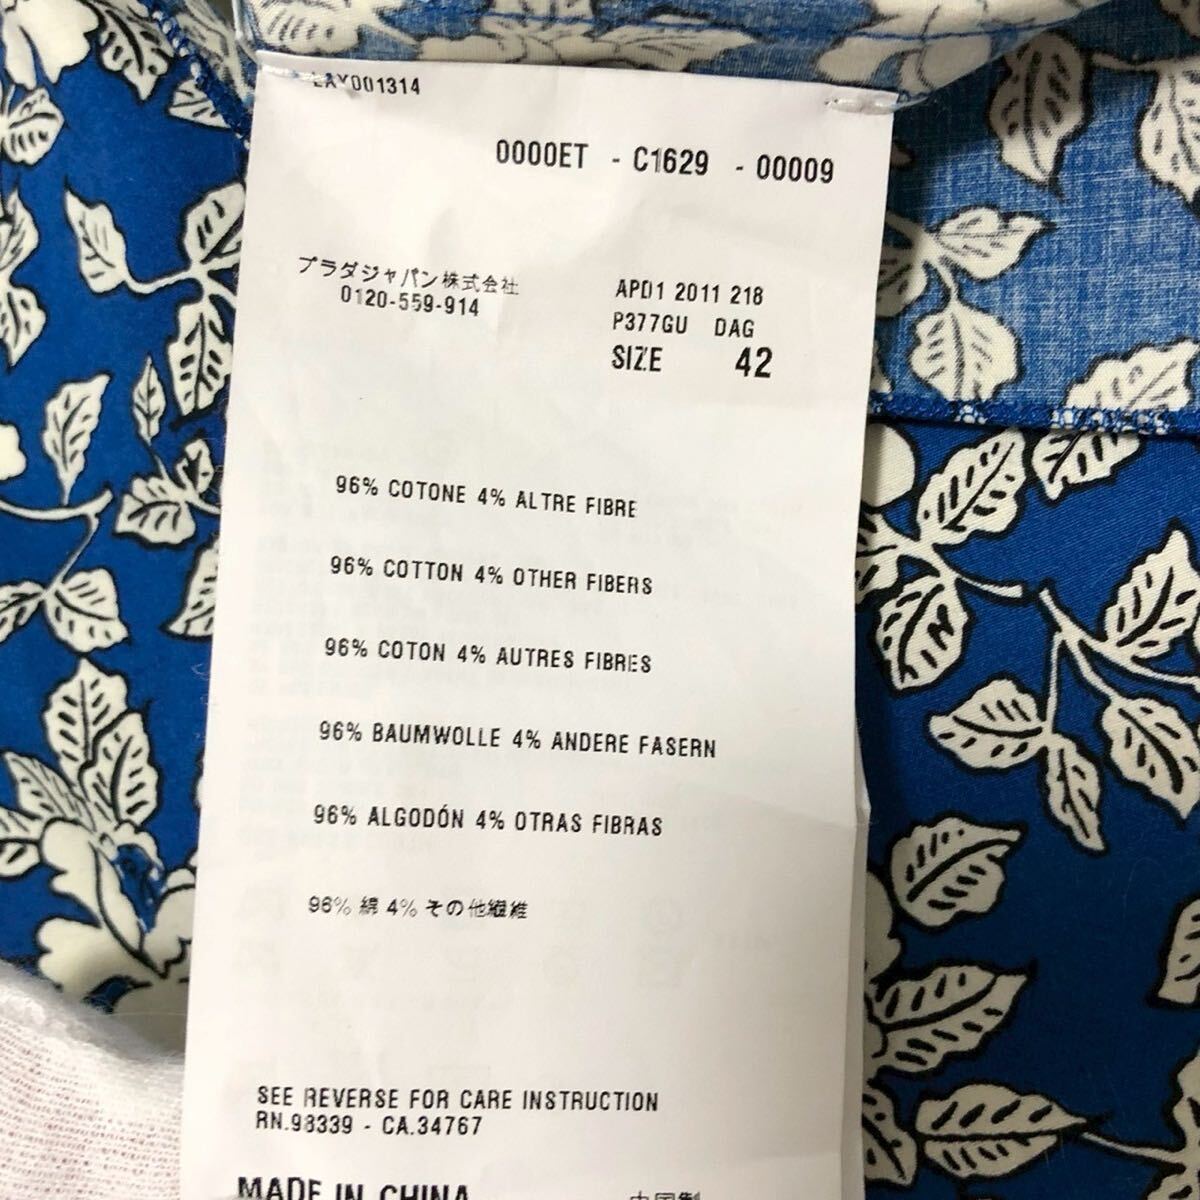 LAY001314
0000ET - C1629 - 00009
プラダジャパン株式会社
0120-559-914
APD1 2011 218
P377GU DAG
SIZE 42
96% COTONE 4% ALTRE FIBRE
96% COTTON 4% OTHER FIBERS
96% COTON 4% AUTRES FIBRES
96% BAUMWOLLE 4% ANDERE FASERN
96% ALGODÓN 4% OTRAS FIBRAS
96% 綿 4% その他繊維
SEE REVERSE FOR CARE INSTRUCTION
RN.98339 - CA.34767
MADE IN CHINA 中国製